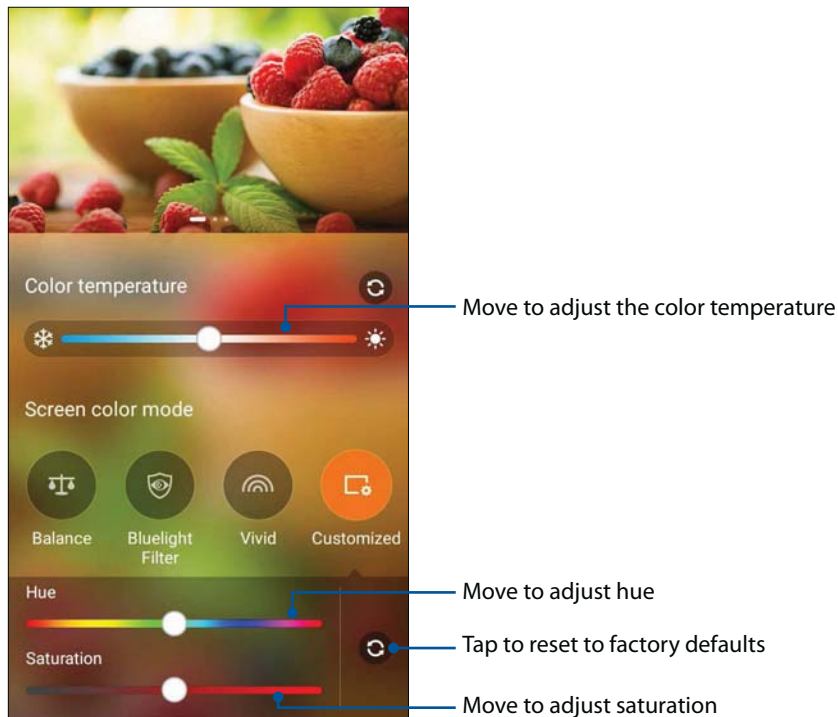 Color temperature
Move to adjust the color temperature
Screen color mode
Balance
Bluelight
Filter
Vivid
Customized
Hue
Move to adjust hue
Tap to reset to factory defaults
Saturation
Move to adjust saturation